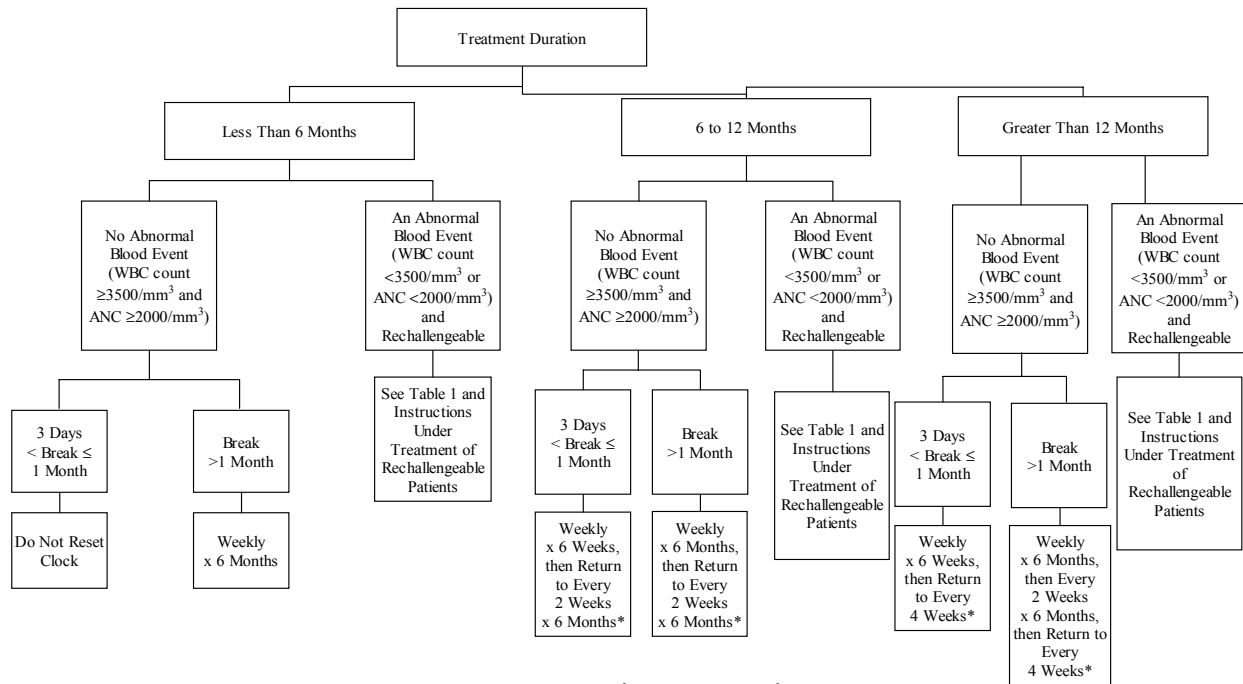 Treatment Duration
Less Than 6 Months
6 to 12 Months
Greater Than 12 Months
No Abnormal
Blood Event
(WBC count
≥3500/mm³ and
ANC ≥2000/mm³)
An Abnormal
Blood Event
(WBC count
<3500/mm³ or
ANC <2000/mm³)
and
Rechallengeable
No Abnormal
Blood Event
(WBC count
≥3500/mm³ and
ANC ≥2000/mm³)
An Abnormal
Blood Event
(WBC count
<3500/mm³ or
ANC <2000/mm³)
and
Rechallengeable
No Abnormal
Blood Event
(WBC count
≥3500/mm³ and
ANC ≥2000/mm³)
An Abnormal
Blood Event
(WBC count
<3500/mm³ or
ANC <2000/mm³)
and
Rechallengeable
3 Days
< Break ≤
1 Month
Break
>1 Month
See Table 1 and
Instructions
Under
Treatment of
Rechallengeable
Patients
3 Days
< Break ≤
1 Month
Break
>1 Month
See Table 1 and
Instructions
Under
Treatment of
Rechallengeable
Patients
3 Days
< Break ≤
1 Month
Break
>1 Month
See Table 1 and
Instructions
Under Treatment
of
Rechallengeable
Patients
Do Not Reset
Clock
Weekly
x 6 Months
Weekly
x 6 Weeks,
then Return
to Every
2 Weeks
x 6 Months*
Weekly
x 6 Months,
then Return
to Every
2 Weeks
x 6 Months*
Weekly
x 6 Weeks,
then Return
to Every
4 Weeks*
Weekly
x 6 Months,
then Every
2 Weeks
x 6 Months,
then Return to
Every
4 Weeks*